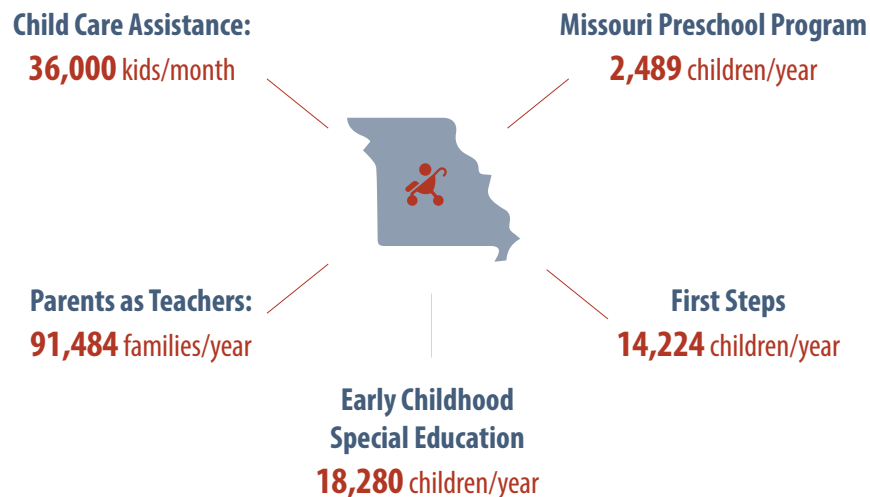 Child Care Assistance:
36,000 kids/month
Missouri Preschool Program
2,489 children/year
Parents as Teachers:
91,484 families/year
First Steps
14,224 children/year
Early Childhood
Special Education
18,280 children/year